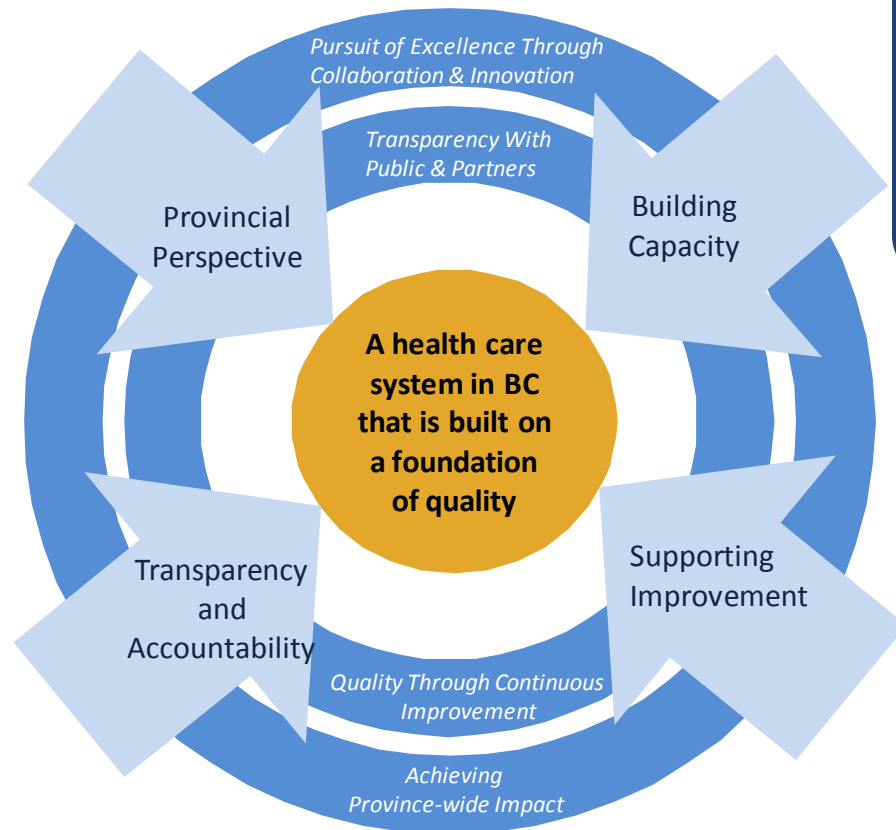 Pursuit of Excellence Through
Collaboration & Innovation
Transparency With
Public & Partners
Provincial
Perspective
Building
Capacity
A health care
system in BC
that is built on
a foundation
of quality
Transparency
and
Accountability
Supporting
Improvement
Quality Through Continuous
Improvement
Achieving
Province-wide Impact